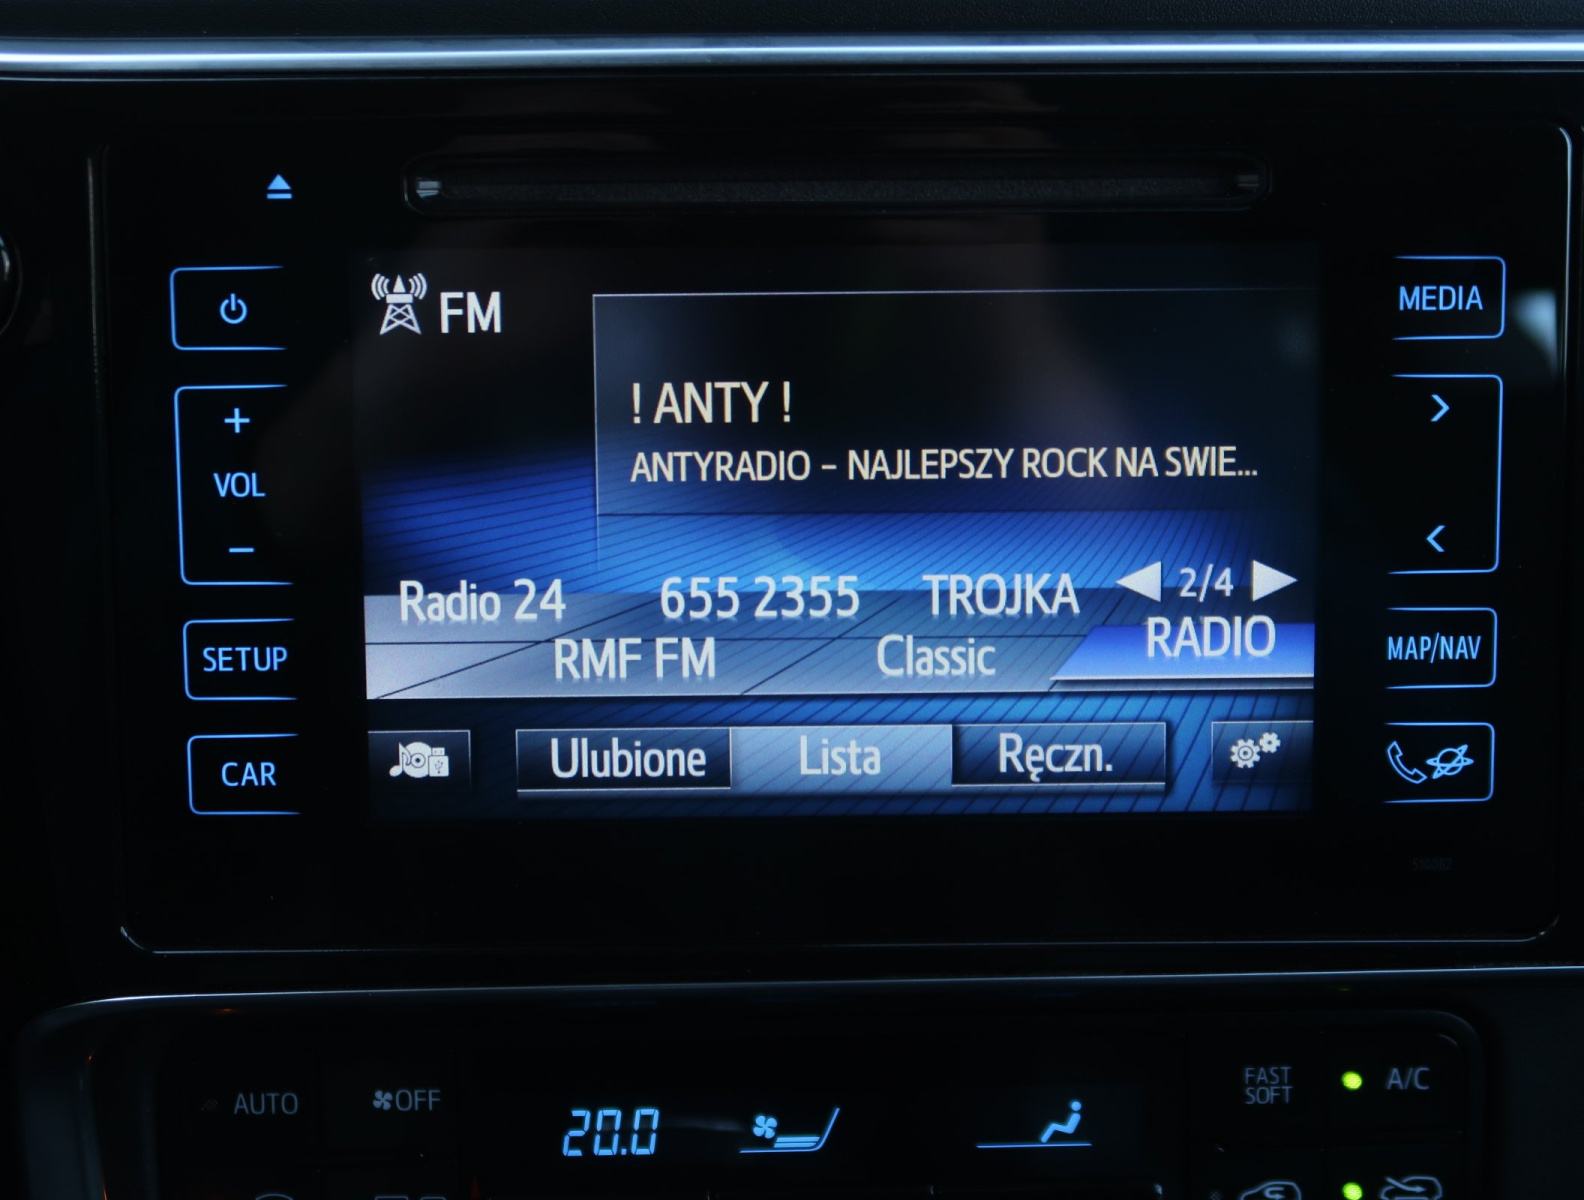 FM
MEDIA
! ANTY !
+
VOL
-
ANTYRADIO - NAJLEPSZY ROCK NA SWIE...
Radio 24
655 2355
TROJKA
2/4
RMF FM
Classic
RADIO
SETUP
MAP/NAV
CAR
Ulubione
Lista
Ręczn.
AUTO
OFF
20.0
FAST
SOFT
A/C